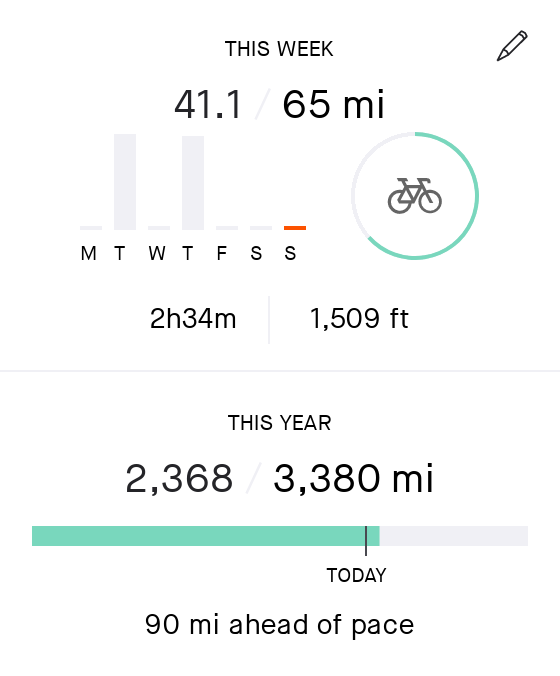 THIS WEEK
41.1 / 65 mi
M T W T F S S
2h34m 1,509 ft
THIS YEAR
2,368 / 3,380 mi
TODAY
90 mi ahead of pace